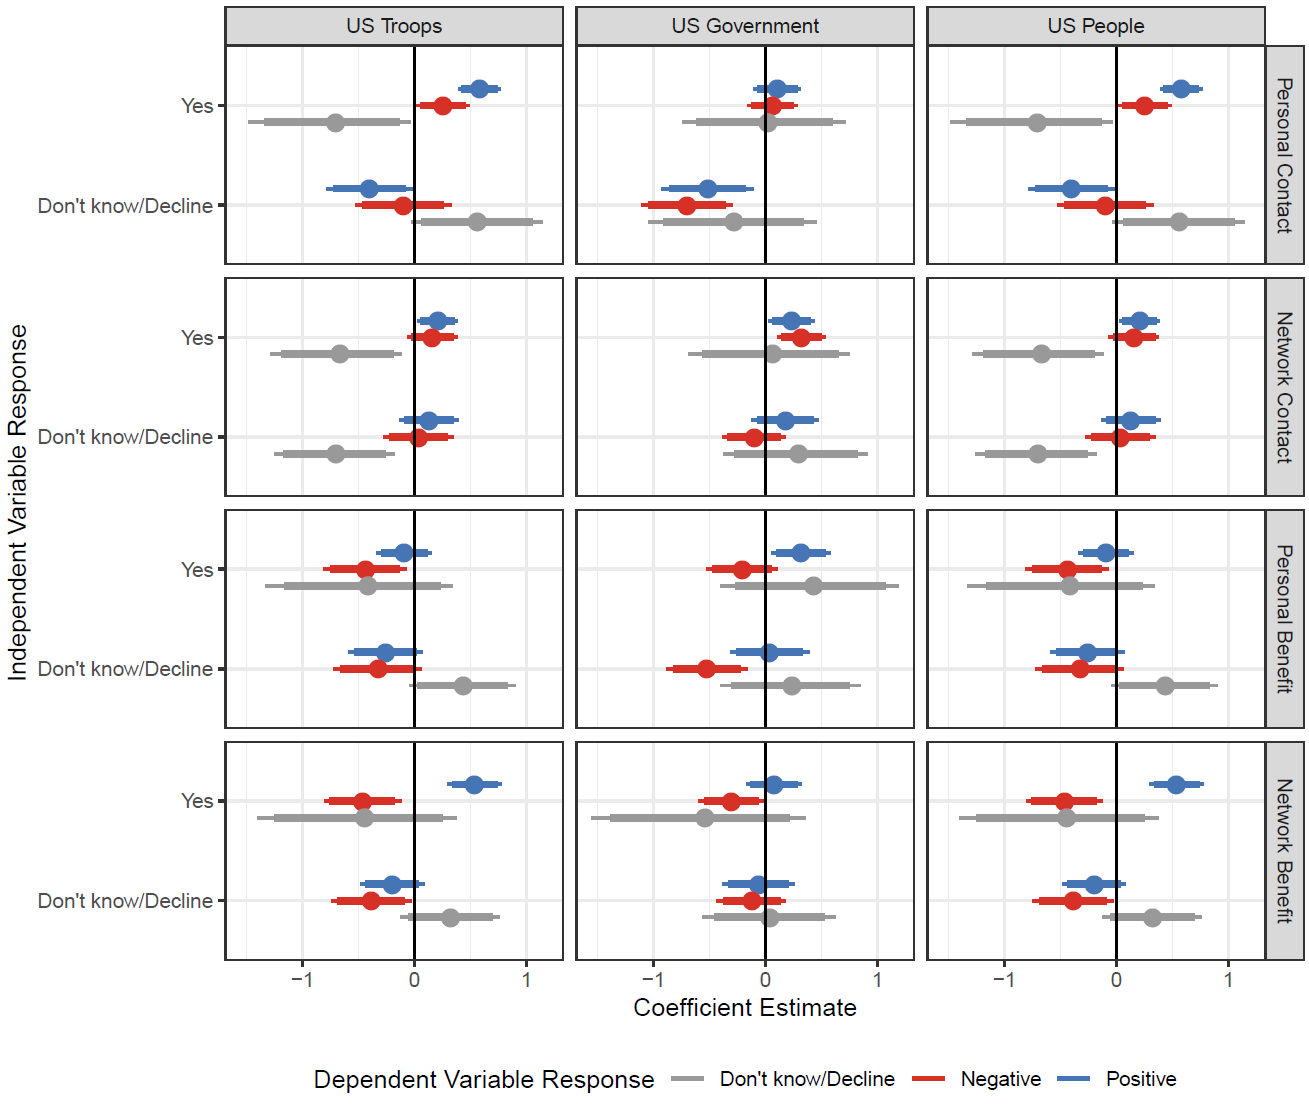 US Troops
US Government
US People
Independent Variable Response
Yes
Don't know/Decline
Personal Contact
Yes
Don't know/Decline
Network Contact
Yes
Don't know/Decline
Personal Benefit
Yes
Don't know/Decline
Network Benefit
−1 0 1 −1 0 1 −1 0 1
Coefficient Estimate
Dependent Variable Response Don't know/Decline Negative Positive